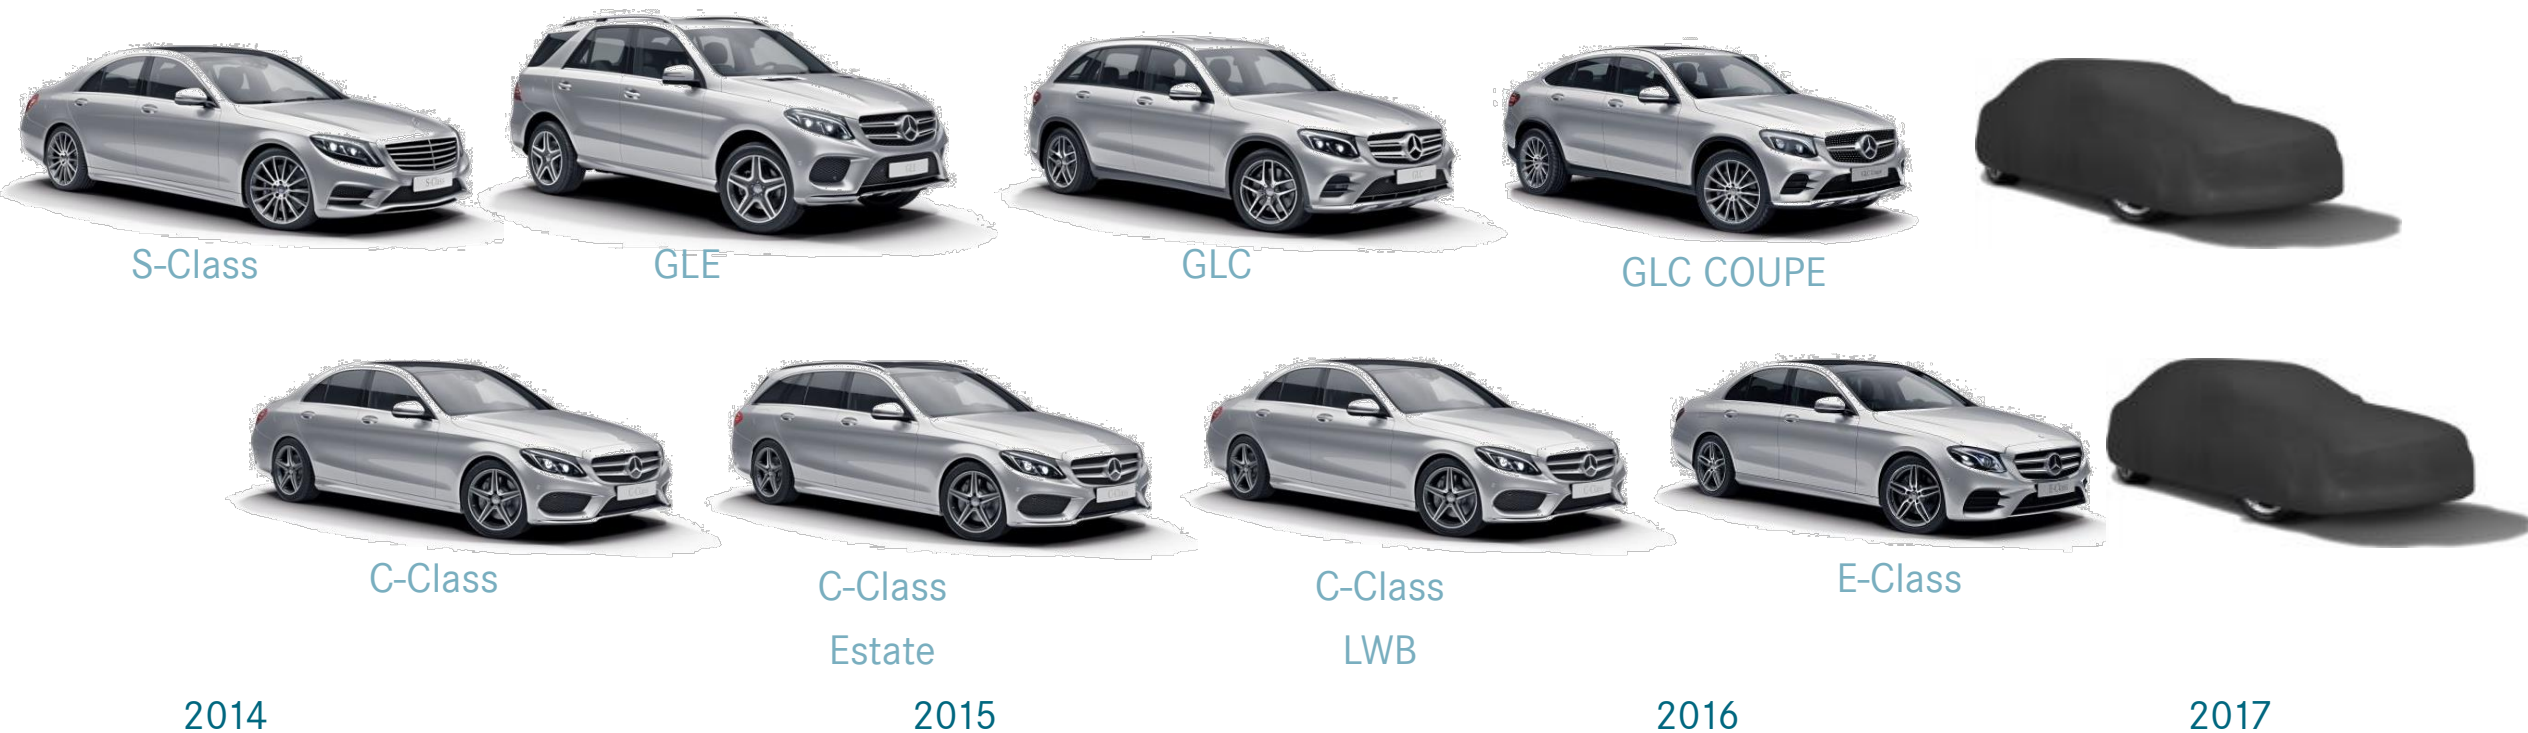 S-Class
GLE
GLC
GLC COUPE
C-Class
C-Class
Estate
C-Class
LWB
E-Class
2014
2015
2016
2017